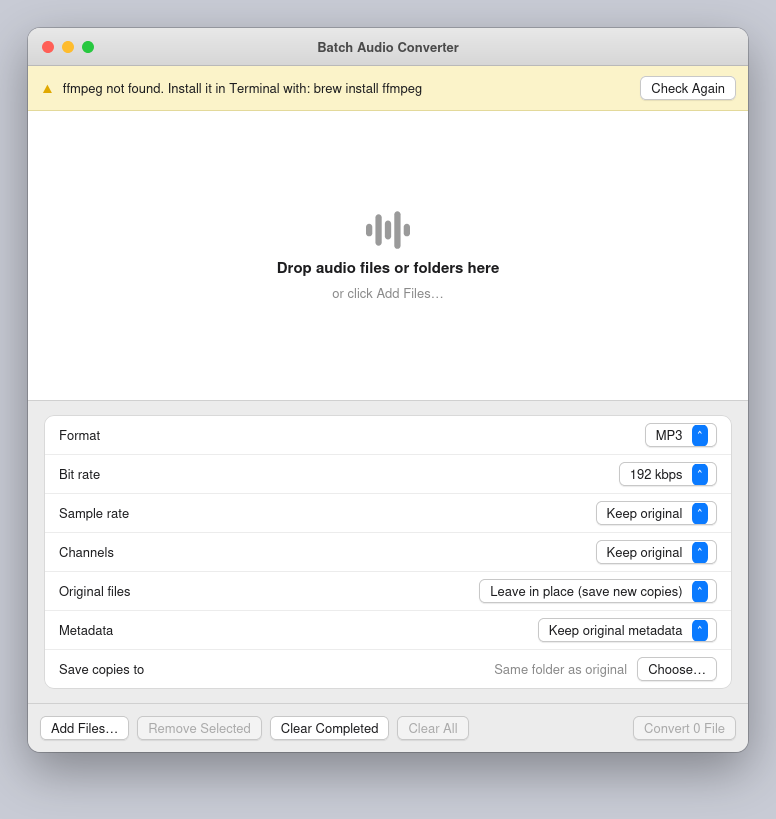 Batch Audio Converter
ffmpeg not found. Install it in Terminal with: brew install ffmpeg
Check Again
Drop audio files or folders here
or click Add Files…
Format MP3
Bit rate 192 kbps
Sample rate Keep original
Channels Keep original
Original files Leave in place (save new copies)
Metadata Keep original metadata
Save copies to Same folder as original Choose…
Add Files… Remove Selected Clear Completed Clear All Convert 0 File